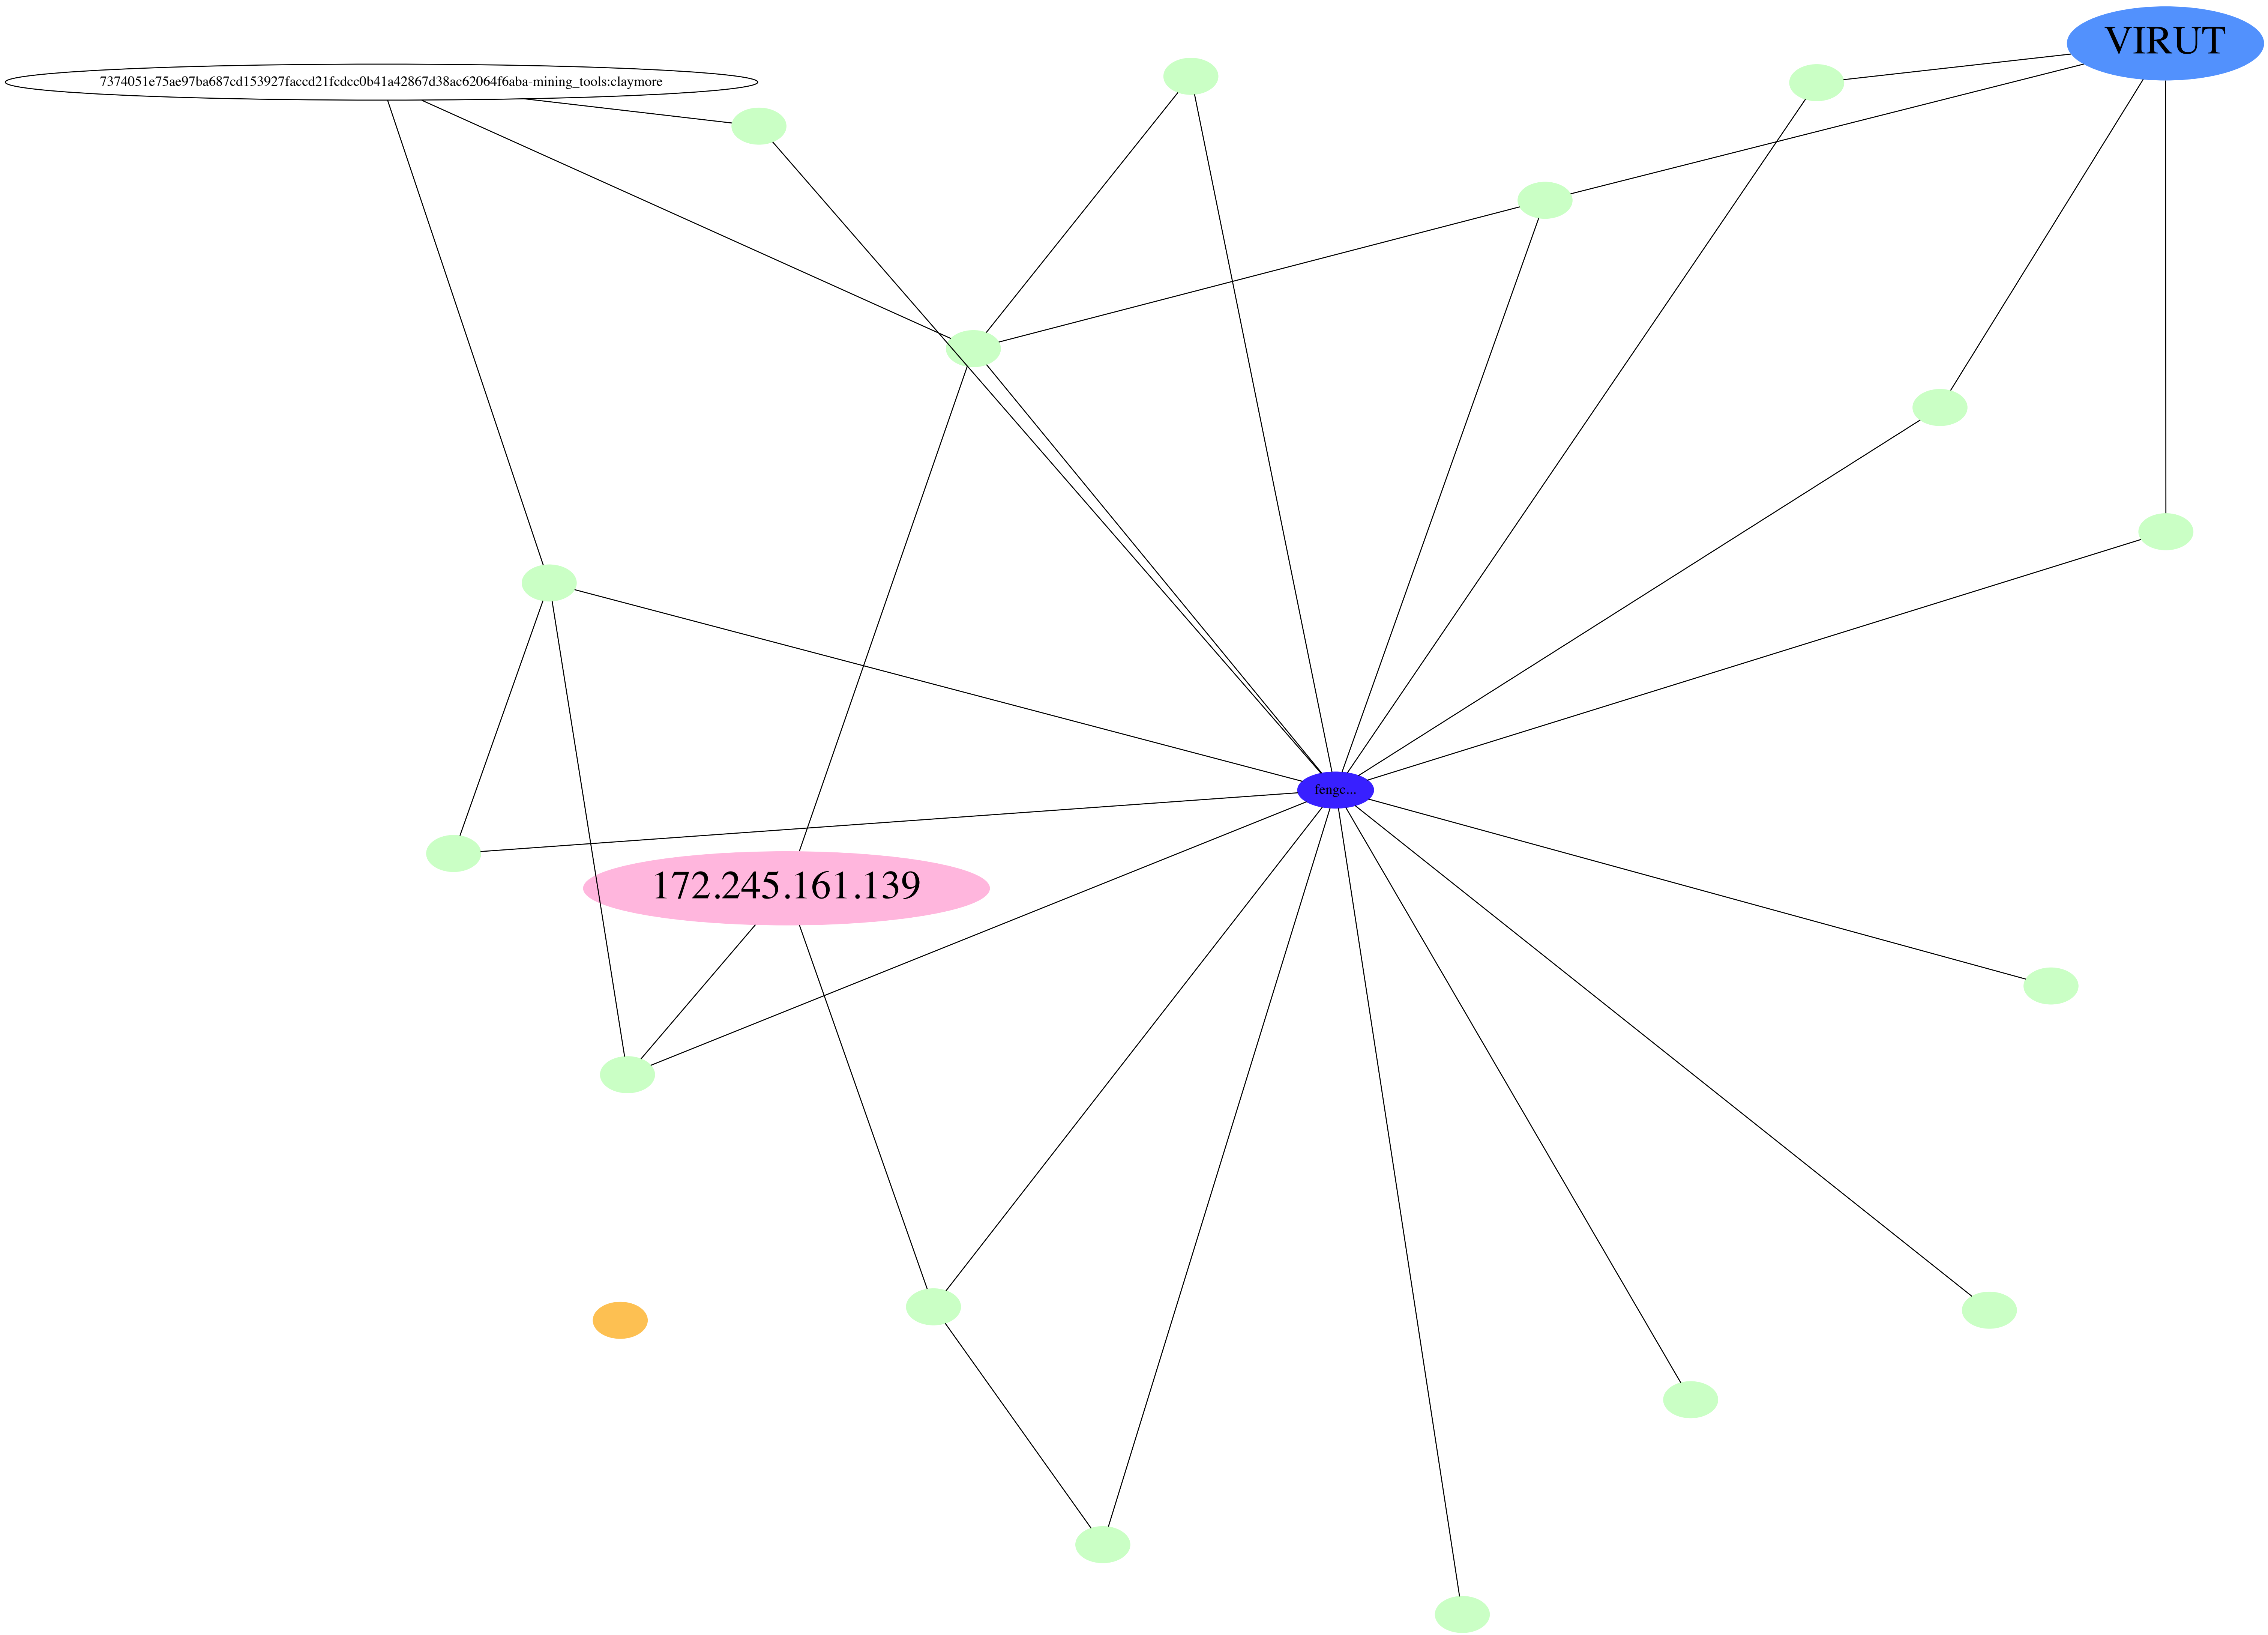 VIRUT
7374051e75ae97ba687cd153927faccd21fcdcc0b41a42867d38ac62064f6aba-mining_tools:claymore
fengc...
172.245.161.139